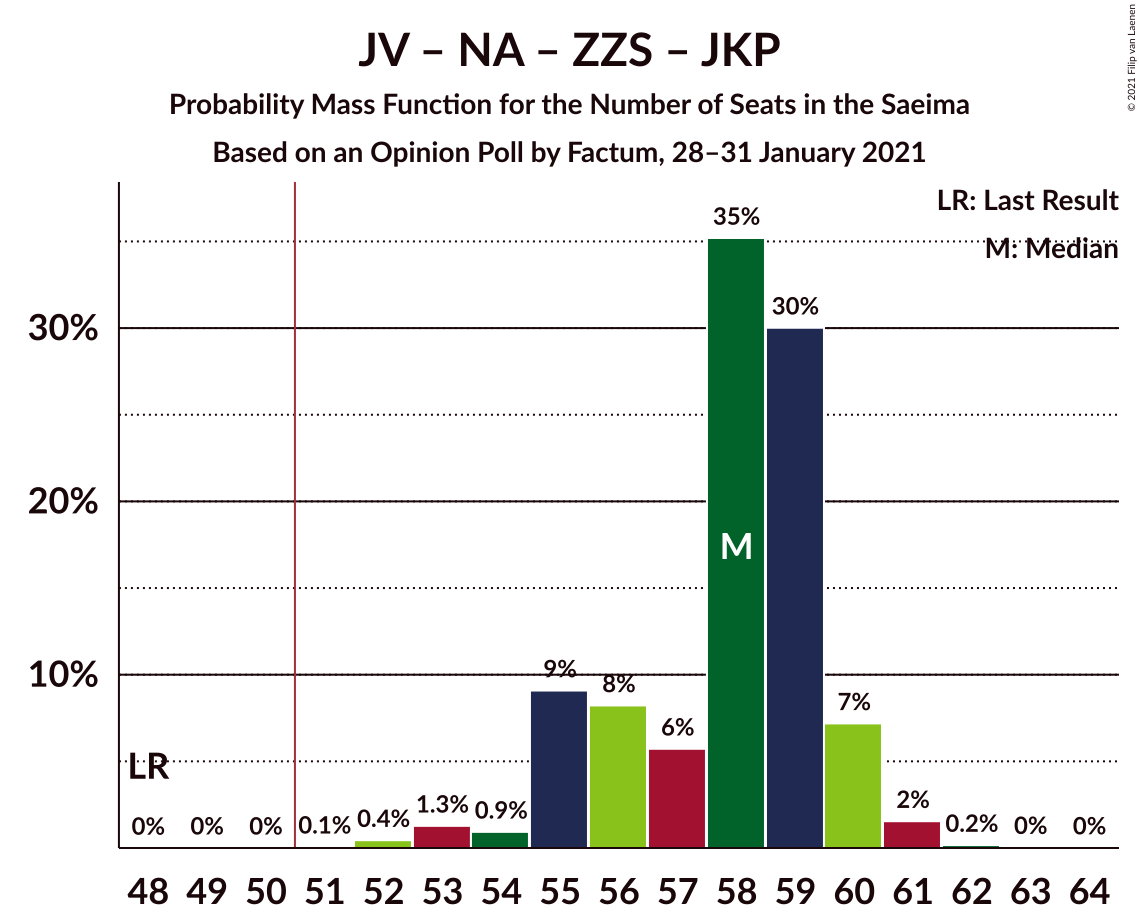 JV – NA – ZZS – JKP
Probability Mass Function for the Number of Seats in the Saeima
Based on an Opinion Poll by Factum, 28–31 January 2021
© 2021 Filip van Laenen
LR: Last Result
M: Median
35%
30%
30%
20%
M
10%
9%
8%
7%
6%
LR
0%
0%
0%
0.1%
0.4%
1.3%
0.9%
2%
0.2%
0%
0%
48 49 50 51 52 53 54 55 56 57 58 59 60 61 62 63 64